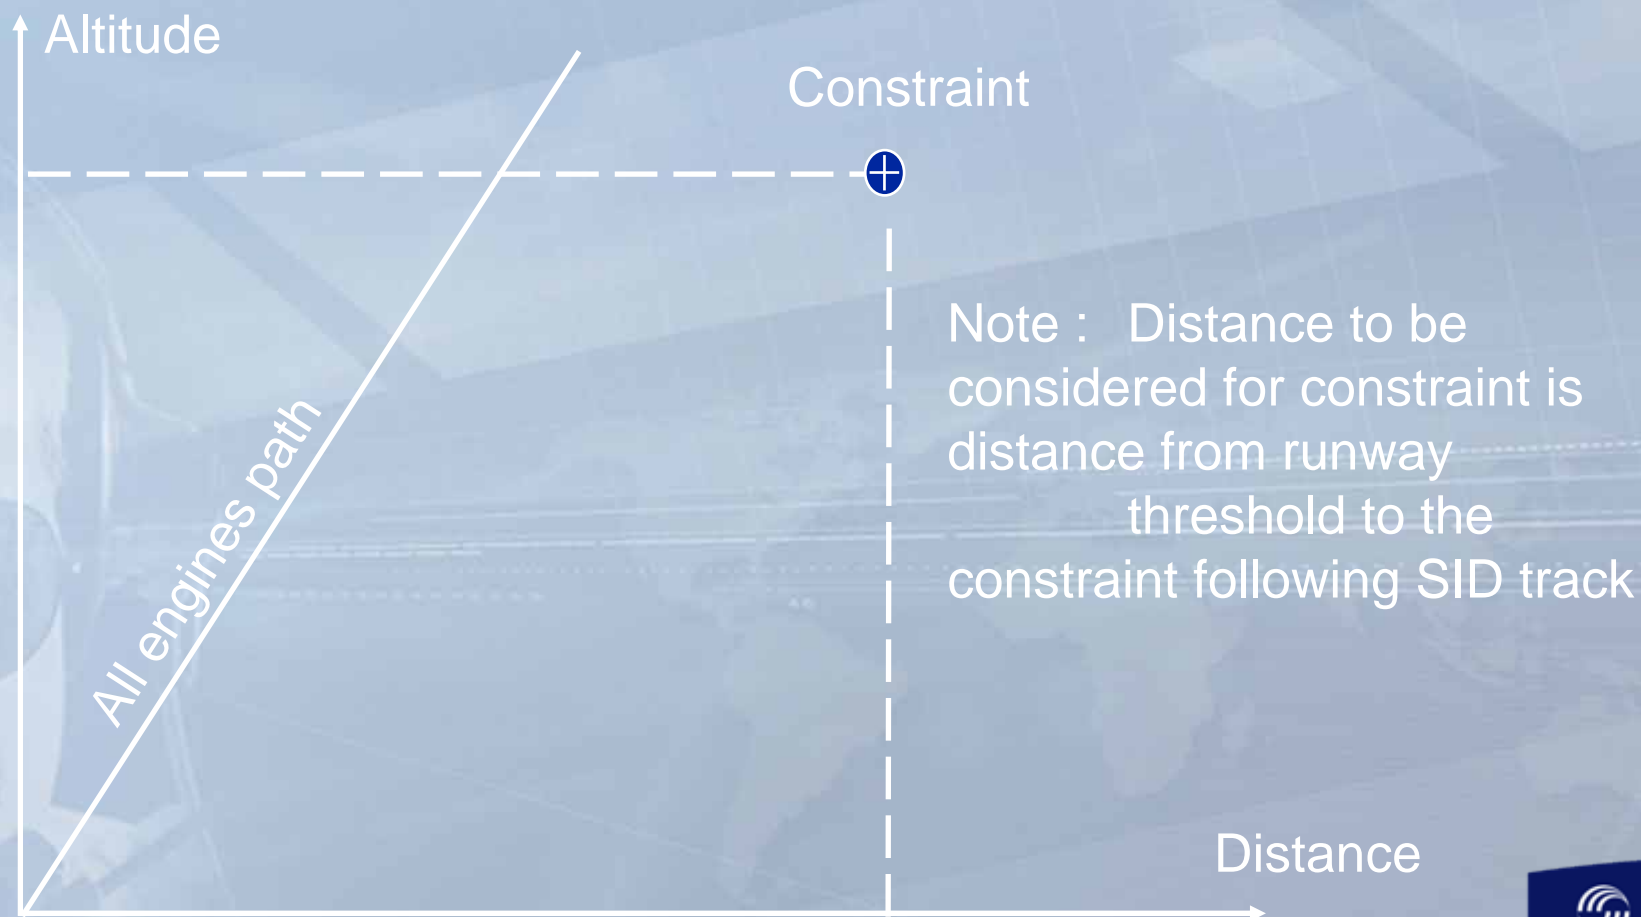 Altitude
Constraint
Note : Distance to be
considered for constraint is
distance from runway
threshold to the
constraint following SID track
All engines path
Distance